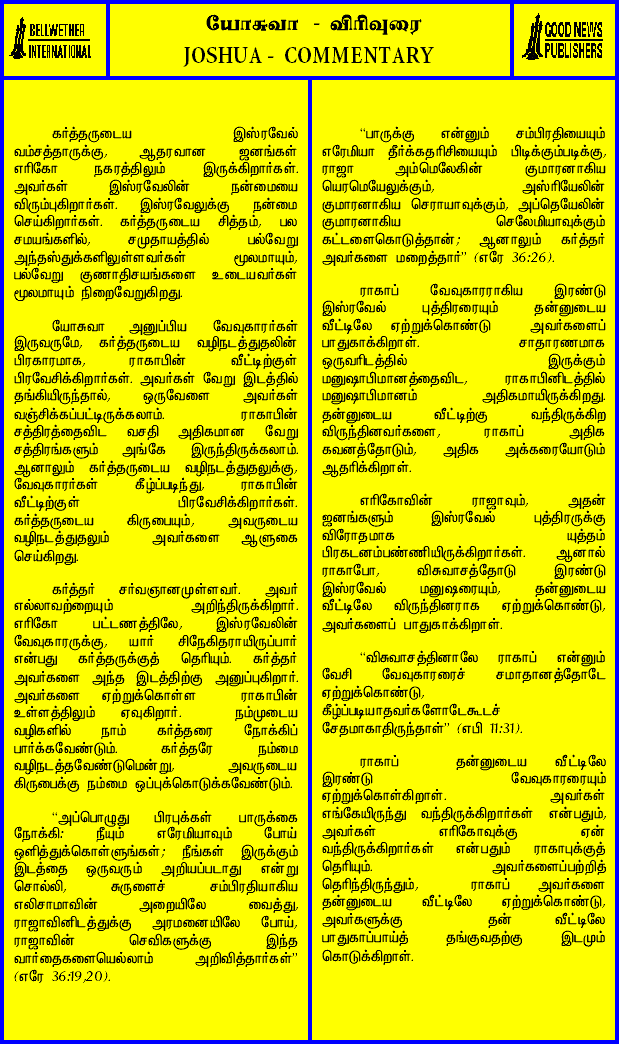 BELLWETHER
INTERNATIONAL
யோசுவா - விரிவுரை
JOSHUA - COMMENTARY
GOOD NEWS
PUBLISHERS
கர்த்தருடைய இஸ்ரவேல்
வம்சத்தாருக்கு, ஆதரவான ஜனங்கள்
எரிகோ நகரத்திலும் இருக்கிறார்கள்.
அவர்கள் இஸ்ரவேலின் நன்மையை
விரும்புகிறார்கள். இஸ்ரவேலுக்கு நன்மை
செய்கிறார்கள். கர்த்தருடைய சித்தம், பல
சமயங்களில், சமுதாயத்தில் பல்வேறு
அந்தஸ்துக்களிலுள்ளவர்கள் மூலமாயும்,
பல்வேறு குணாதிசயங்களை உடையவர்கள்
மூலமாயும் நிறைவேறுகிறது.
யோசுவா அனுப்பிய வேவுகாரர்கள்
இருவருமே, கர்த்தருடைய வழிநடத்துதலின்
பிரகாரமாக, ராகாபின் வீட்டிற்குள்
பிரவேசிக்கிறார்கள். அவர்கள் வேறு இடத்தில்
தங்கியிருந்தால், ஒருவேளை அவர்கள்
வஞ்சிக்கப்பட்டிருக்கலாம். ராகாபின்
சத்திரத்தைவிட வசதி அதிகமான வேறு
சத்திரங்களும் அங்கே இருந்திருக்கலாம்.
ஆனாலும் கர்த்தருடைய வழிநடத்துதலுக்கு,
வேவுகாரர்கள் கீழ்ப்படிந்து, ராகாபின்
வீட்டிற்குள் பிரவேசிக்கிறார்கள்.
கர்த்தருடைய கிருபையும், அவருடைய
வழிநடத்துதலும் அவர்களை ஆளுகை
செய்கிறது.
கர்த்தர் சர்வஞானமுள்ளவர். அவர்
எல்லாவற்றையும் அறிந்திருக்கிறார்.
எரிகோ பட்டணத்திலே, இஸ்ரவேலின்
வேவுகாரருக்கு, யார் சிநேகிதராயிருப்பார்
என்பது கர்த்தருக்குத் தெரியும். கர்த்தர்
அவர்களை அந்த இடத்திற்கு அனுப்புகிறார்.
அவர்களை ஏற்றுக்கொள்ள ராகாபின்
உள்ளத்திலும் ஏவுகிறார். நம்முடைய
வழிகளில் நாம் கர்த்தரை நோக்கிப்
பார்க்கவேண்டும். கர்த்தரே நம்மை
வழிநடத்தவேண்டுமென்று, அவருடைய
கிருபைக்கு நம்மை ஒப்புக்கொடுக்கவேண்டும்.
“அப்பொழுது பிரபுக்கள் பாருக்கை
நோக்கி: நீயும் எரேமியாவும் போய்
ஒளித்துக்கொள்ளுங்கள்; நீங்கள் இருக்கும்
இடத்தை ஒருவரும் அறியப்படாது என்று
சொல்லி, சுருளைச் சம்பிரதியாகிய
எலிசாமாவின் அறையிலே வைத்து,
ராஜாவினிடத்துக்கு அரமனையிலே போய்,
ராஜாவின் செவிகளுக்கு இந்த
வார்தைகளையெல்லாம் அறிவித்தார்கள்”
(எரே 36:19,20).
“பாருக்கு என்னும் சம்பிரதியையும்
எரேமியா தீர்க்கதரிசியையும் பிடிக்கும்படிக்கு,
ராஜா அம்மெலேகின் குமாரனாகிய
யெரமெயேலுக்கும், அஸ்ரியேலின்
குமாரனாகிய செராயாவுக்கும், அப்தெயேலின்
குமாரனாகிய செலேமியாவுக்கும்
கட்டளைகொடுத்தான்; ஆனாலும் கர்த்தர்
அவர்களை மறைத்தார்” (எரே 36:26).
ராகாப் வேவுகாரராகிய இரண்டு
இஸ்ரவேல் புத்திரரையும் தன்னுடைய
வீட்டிலே ஏற்றுக்கொண்டு அவர்களைப்
பாதுகாக்கிறாள். சாதாரணமாக
ஒருவரிடத்தில் இருக்கும்
மனுஷாபிமானத்தைவிட, ராகாபினிடத்தில்
மனுஷாபிமானம் அதிகமாயிருக்கிறது.
தன்னுடைய வீட்டிற்கு வந்திருக்கிற
விருந்தினவர்களை, ராகாப் அதிக
கவனத்தோடும், அதிக அக்கரையோடும்
ஆதரிக்கிறாள்.
எரிகோவின் ராஜாவும், அதன்
ஜனங்களும் இஸ்ரவேல் புத்திரருக்கு
விரோதமாக யுத்தம்
பிரகடனம்பண்ணியிருக்கிறார்கள். ஆனால்
ராகாபோ, விசுவாசத்தோடு இரண்டு
இஸ்ரவேல் மனுஷரையும், தன்னுடைய
வீட்டிலே விருந்தினராக ஏற்றுக்கொண்டு,
அவர்களைப் பாதுகாக்கிறாள்.
“விசுவாசத்தினாலே ராகாப் என்னும்
வேசி வேவுகாரரைச் சமாதானத்தோடே
ஏற்றுக்கொண்டு,
கீழ்ப்படியாதவர்களோடேகூடச்
சேதமாகாதிருந்தாள்” (எபி 11:31).
ராகாப் தன்னுடைய வீட்டிலே
இரண்டு வேவுகாரரையும்
ஏற்றுக்கொள்கிறாள். அவர்கள்
எங்கேயிருந்து வந்திருக்கிறார்கள் என்பதும்,
அவர்கள் எரிகோவுக்கு ஏன்
வந்திருக்கிறார்கள் என்பதும் ராகாபுக்குத்
தெரியும். அவர்களைப்பற்றித்
தெரிந்திருந்தும், ராகாப் அவர்களை
தன்னுடைய வீட்டிலே ஏற்றுக்கொண்டு,
அவர்களுக்கு தன் வீட்டிலே
பாதுகாப்பாய்த் தங்குவதற்கு இடமும்
கொடுக்கிறாள்.